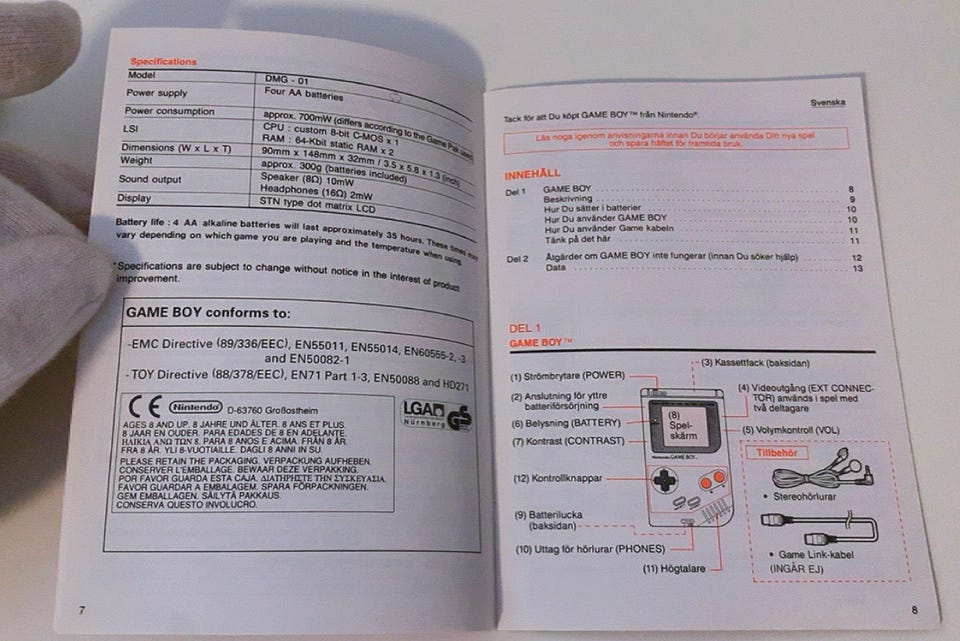 Specifications
Model DMG - 01
Power supply Four AA batteries
Power consumption approx. 700mW (differs according to the Game Pak used)
LSI CPU : custom 8-bit C-MOS x 1
RAM : 64-Kbit static RAM x 2
Dimensions (W x L x T) 90mm x 148mm x 32mm / 3.5 x 5.8 x 1.3 (inch)
Weight approx. 300g (batteries included)
Sound output Speaker (8Ω) 10mW
Headphones (16Ω) 2mW
Display STN type dot matrix LCD
Battery life : 4 AA alkaline batteries will last approximately 35 hours. These times may
vary depending on which game you are playing and the temperature when using.
*Specifications are subject to change without notice in the interest of product
improvement.
GAME BOY conforms to:
-EMC Directive (89/336/EEC), EN55011, EN55014, EN60555-2, -3
and EN50082-1
- TOY Directive (88/378/EEC), EN71 Part 1-3, EN50088 and HD271
CE Nintendo D-63760 Großostheim
AGES 8 AND UP. 8 JAHRE UND ÄLTER. 8 ANS ET PLUS.
8 JAAR EN OUDER. PARA EDADES DE 8 EN ADELANTE.
ΗΛΙΚΙΑ ΑΝΩ ΤΩΝ 8. PARA 8 ANOS E ACIMA. FRÅN 8 ÅR.
FRA 8 ÅR. YLI 8-VUOTIAILLE. DAGLI 8 ANNI IN SU.
PLEASE RETAIN THE PACKAGING. VERPACKUNG AUFHEBEN.
CONSERVER L'EMBALLAGE. BEWAAR DEZE VERPAKKING.
POR FAVOR GUARDA ESTA CAJA. ΔΙΑΤΗΡΙΣΤΕ ΤΗΝ ΣΥΣΚΕΥΑΣΙΑ.
FAVOR GUARDAR A EMBALAGEM. SPARA FÖRPACKNINGEN.
GEM EMBALLAGEN. SÄILYTÄ PAKKAUS.
CONSERVA QUESTO INVOLUCRO.
LGA
Nürnberg
GS
7
Svenska
Tack för att Du köpt GAME BOY™ från Nintendo®.
Läs noga igenom anvisningarna innan Du börjar använda Ditt nya spel
och spara häftet för framtida bruk.
INNEHÅLL
Del 1 GAME BOY 8
Beskrivning 9
Hur Du sätter i batterier 10
Hur Du använder GAME BOY 10
Hur Du använder Game kabeln 11
Tänk på det här 11
Del 2 Åtgärder om GAME BOY inte fungerar (innan Du söker hjälp) 12
Data 13
DEL 1
GAME BOY™
(3) Kassettfack (baksidan)
(1) Strömbrytare (POWER)
(2) Anslutning för yttre
batteriförsörjning
(6) Belysning (BATTERY)
(7) Kontrast (CONTRAST)
(12) Kontrollknappar
(9) Batterilucka
(baksidan)
(10) Uttag för hörlurar (PHONES)
(11) Högtalare
(8)
Spel-
skärm
Nintendo GAME BOY
(4) Videoutgång (EXT CONNEC-
TOR) används i spel med
två deltagare
(5) Volymkontroll (VOL)
Tillbehör
• Stereohörlurar
• Game Link-kabel
(INGÅR EJ)
8